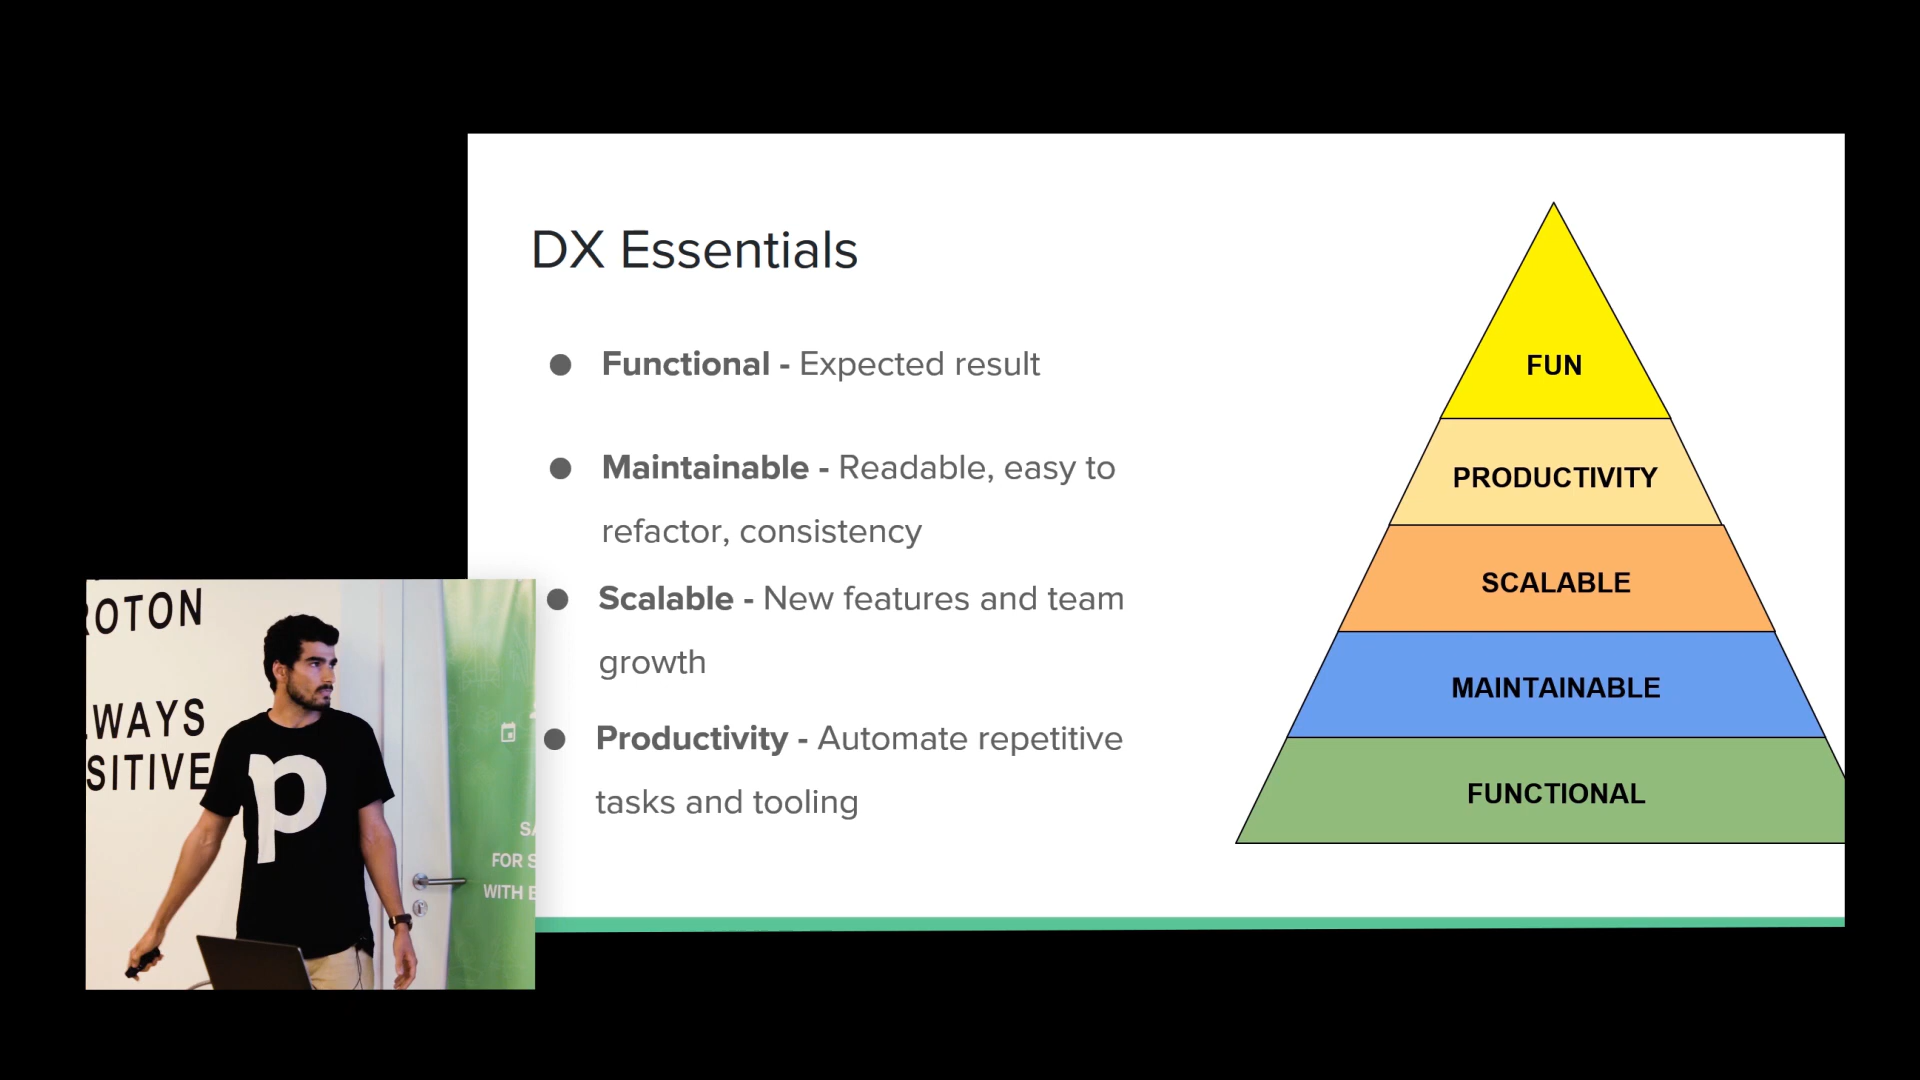 DX Essentials
Functional - Expected result
Maintainable - Readable, easy to
refactor, consistency
Scalable - New features and team
growth
Productivity - Automate repetitive
tasks and tooling
FUN
PRODUCTIVITY
SCALABLE
MAINTAINABLE
FUNCTIONAL
ROTON
WAYS
SITIVE
p
FOR S
WITH E